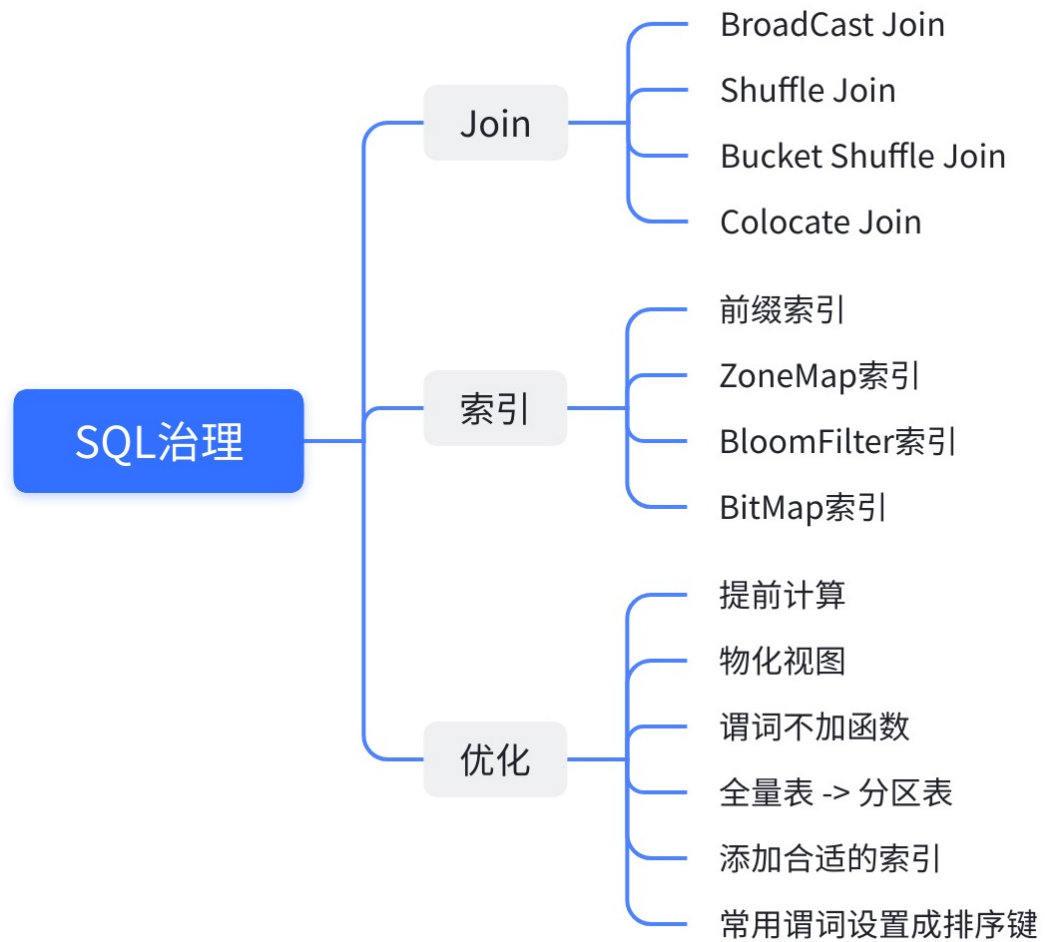 SQL治理
Join
BroadCast Join
Shuffle Join
Bucket Shuffle Join
Colocate Join
索引
前缀索引
ZoneMap索引
BloomFilter索引
BitMap索引
优化
提前计算
物化视图
谓词不加函数
全量表 -> 分区表
添加合适的索引
常用谓词设置成排序键